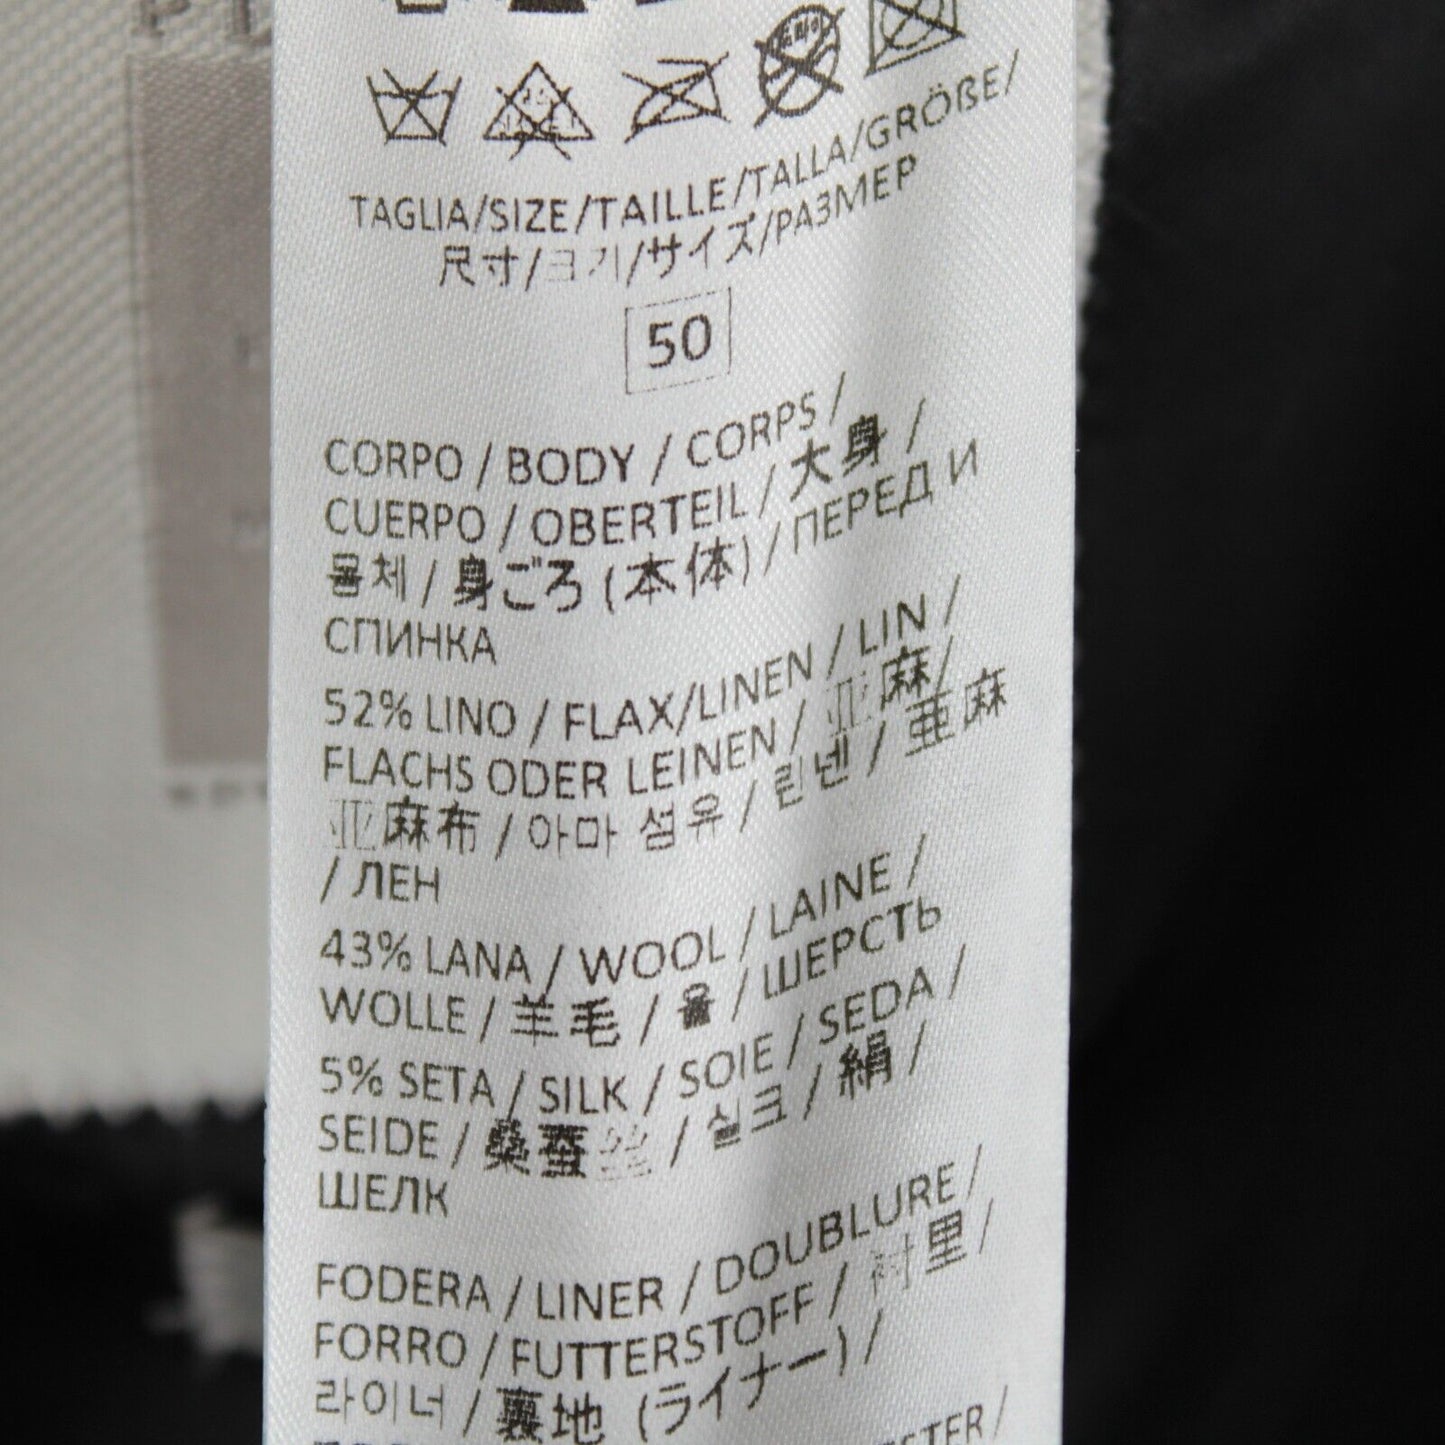 TAGLIA/SIZE/TAILLE/TALLA/GRÖßE/
尺寸/크기/サイズ/РАЗМЕР
50
CORPO / BODY / CORPS /
CUERPO / OBERTEIL / 大身 /
몸체 / 身ごろ (本体) / ПЕРЕД И
СПИНКА
52% LINO / FLAX/LINEN / LIN /
FLACHS ODER LEINEN / 亚麻/
亚麻布 / 아마 섬유 / 린넨 / 亜麻
/ ЛЕН
43% LANA / WOOL / LAINE /
WOLLE / 羊毛 / 울 / ШЕРСТЬ
5% SETA / SILK / SOIE / SEDA /
SEIDE / 桑蚕丝 / 실크 / 絹 /
ШЕЛК
FODERA / LINER / DOUBLURE /
FORRO / FUTTERSTOFF / 衬里 /
라이너 / 裏地 (ライナー) /